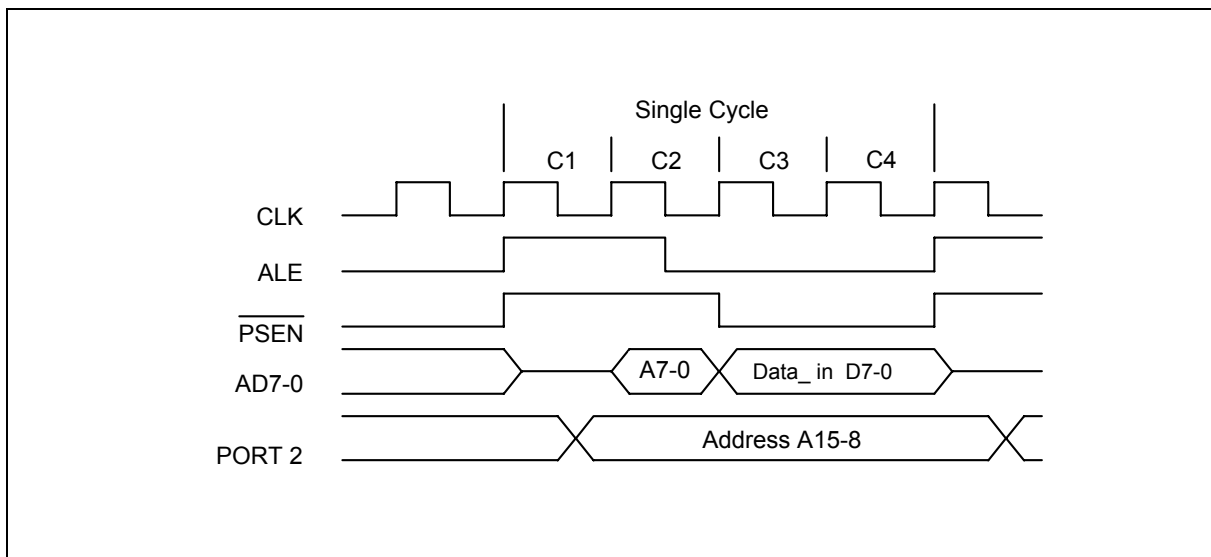 Single Cycle
C1 C2 C3 C4
CLK
ALE
PSEN
AD7-0 A7-0 Data_ in D7-0
PORT 2 Address A15-8